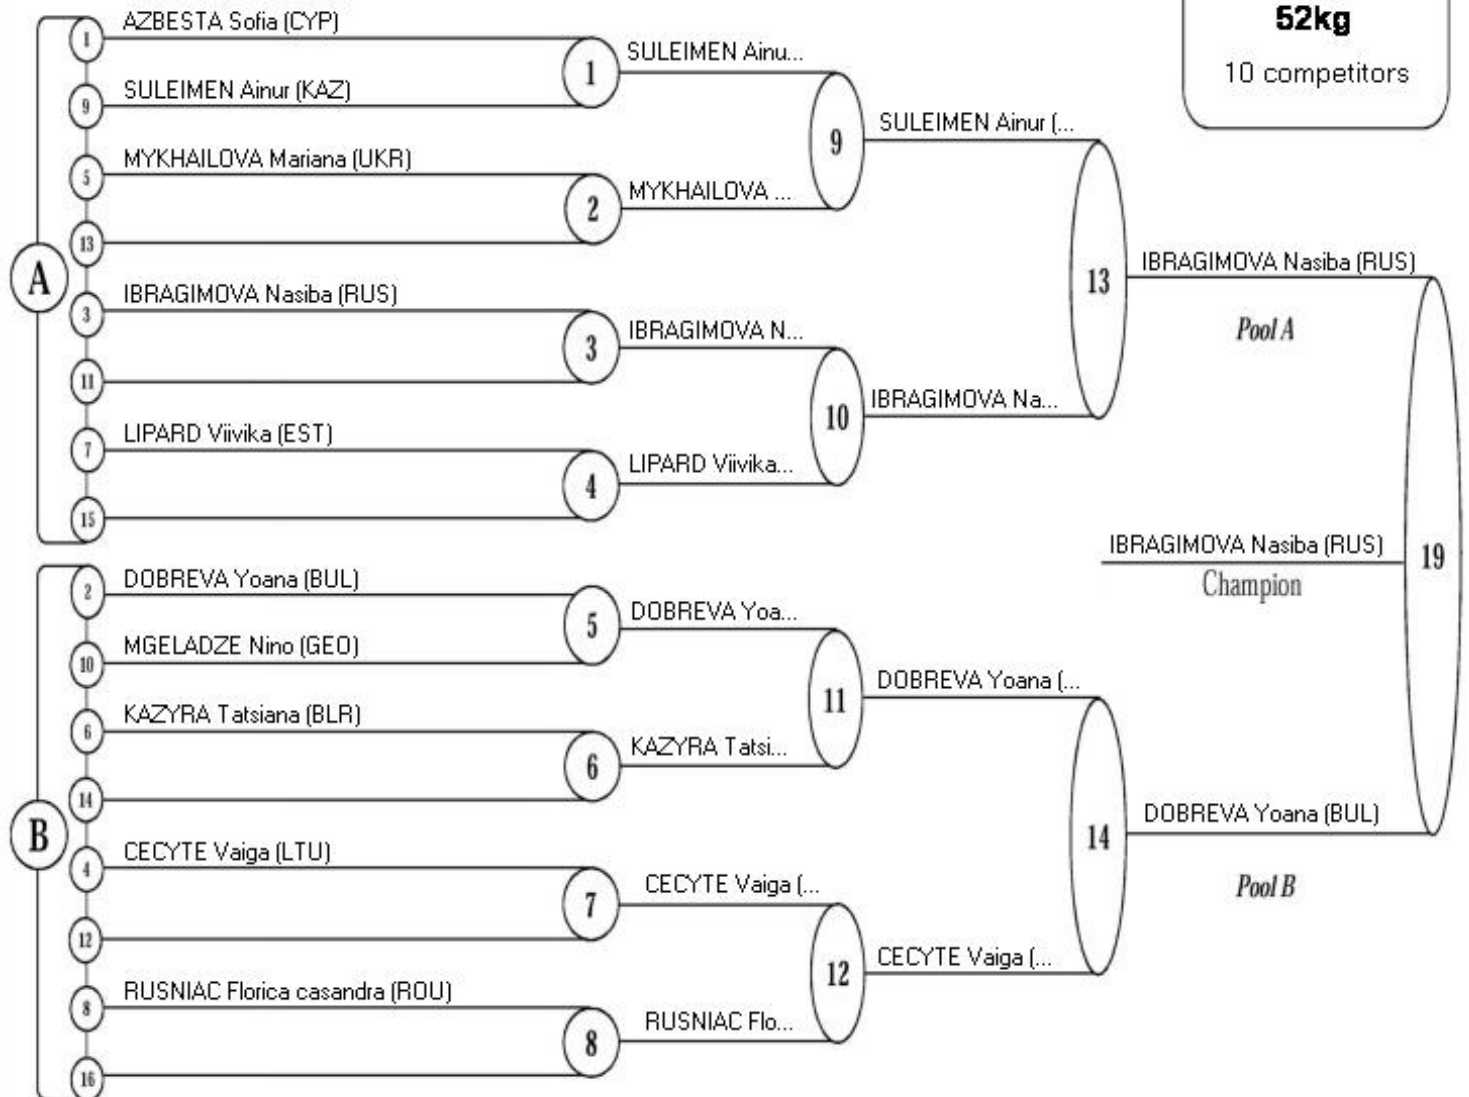 52kg
10 competitors
A
1
AZBESTA Sofia (CYP)
9
SULEIMEN Ainur (KAZ)
1
SULEIMEN Ainu...
5
MYKHAILOVA Mariana (UKR)
13
2
MYKHAILOVA ...
9
SULEIMEN Ainur (...
3
IBRAGIMOVA Nasiba (RUS)
11
3
IBRAGIMOVA N...
7
LIPARD Viivika (EST)
15
4
LIPARD Viivika...
10
IBRAGIMOVA Na...
13
IBRAGIMOVA Nasiba (RUS)
Pool A
B
2
DOBREVA Yoana (BUL)
10
MGELADZE Nino (GEO)
5
DOBREVA Yoa...
6
KAZYRA Tatsiana (BLR)
14
6
KAZYRA Tatsi...
11
DOBREVA Yoana (...
4
CECYTE Vaiga (LTU)
12
7
CECYTE Vaiga (...
8
RUSNIAC Florica casandra (ROU)
16
8
RUSNIAC Flo...
12
CECYTE Vaiga (...
14
DOBREVA Yoana (BUL)
Pool B
IBRAGIMOVA Nasiba (RUS)
Champion
19